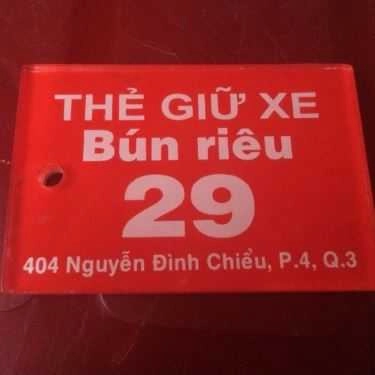 THẺ GIỮ XE
Bún riêu
29
404 Nguyễn Đình Chiểu, P.4, Q.3